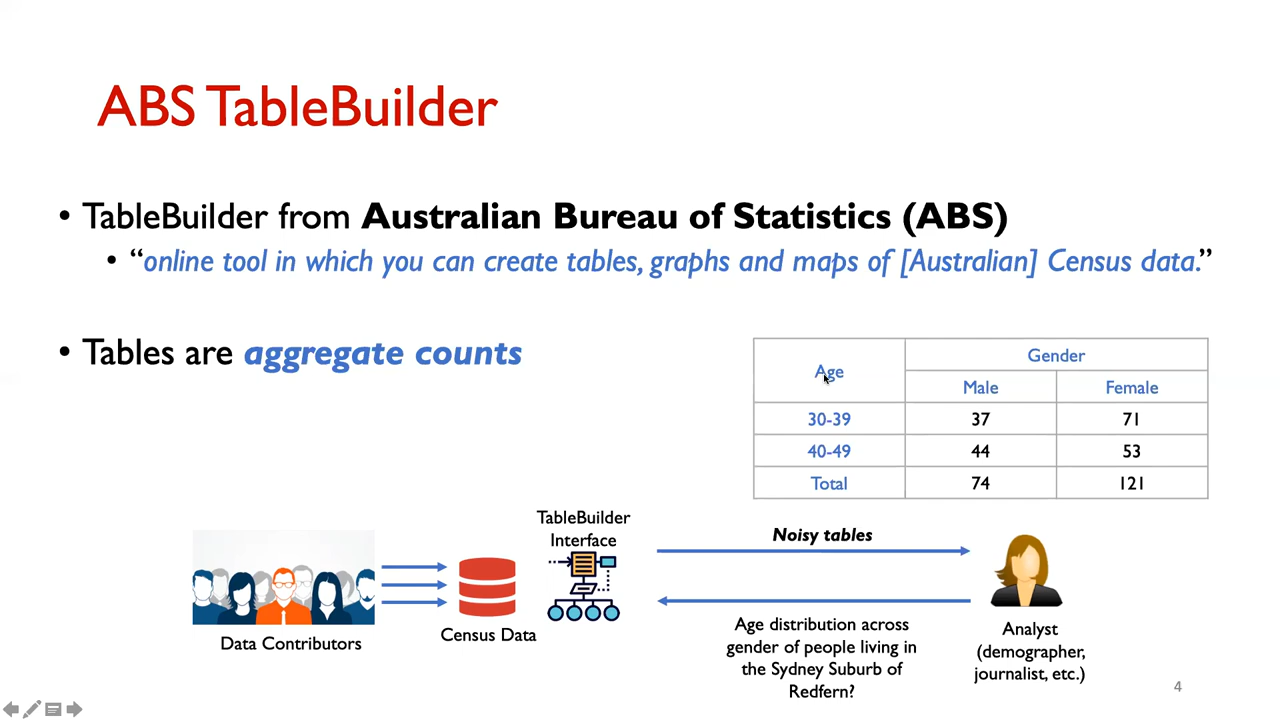 ABS TableBuilder
• TableBuilder from Australian Bureau of Statistics (ABS)
• “online tool in which you can create tables, graphs and maps of [Australian] Census data.”
• Tables are aggregate counts
Age Gender
Male Female
30-39 37 71
40-49 44 53
Total 74 121
TableBuilder
Interface
Noisy tables
Data Contributors
Census Data
Age distribution across
gender of people living in
the Sydney Suburb of
Redfern?
Analyst
(demographer,
journalist, etc.)
4